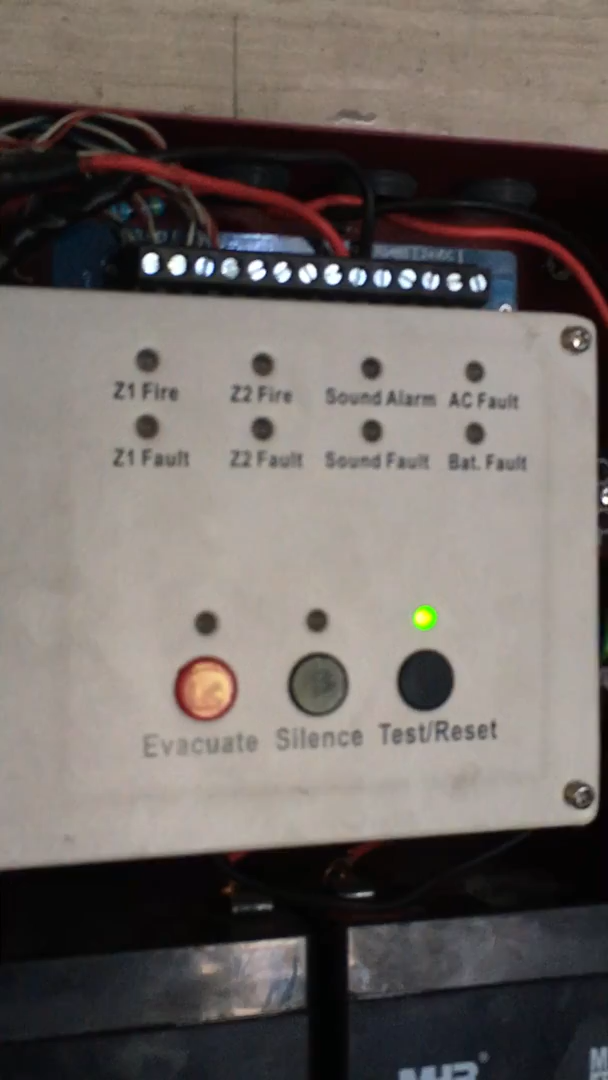 Z1 Fire Z2 Fire Sound Alarm AC Fault
Z1 Fault Z2 Fault Sound Fault Bat. Fault
Evacuate Silence Test/Reset